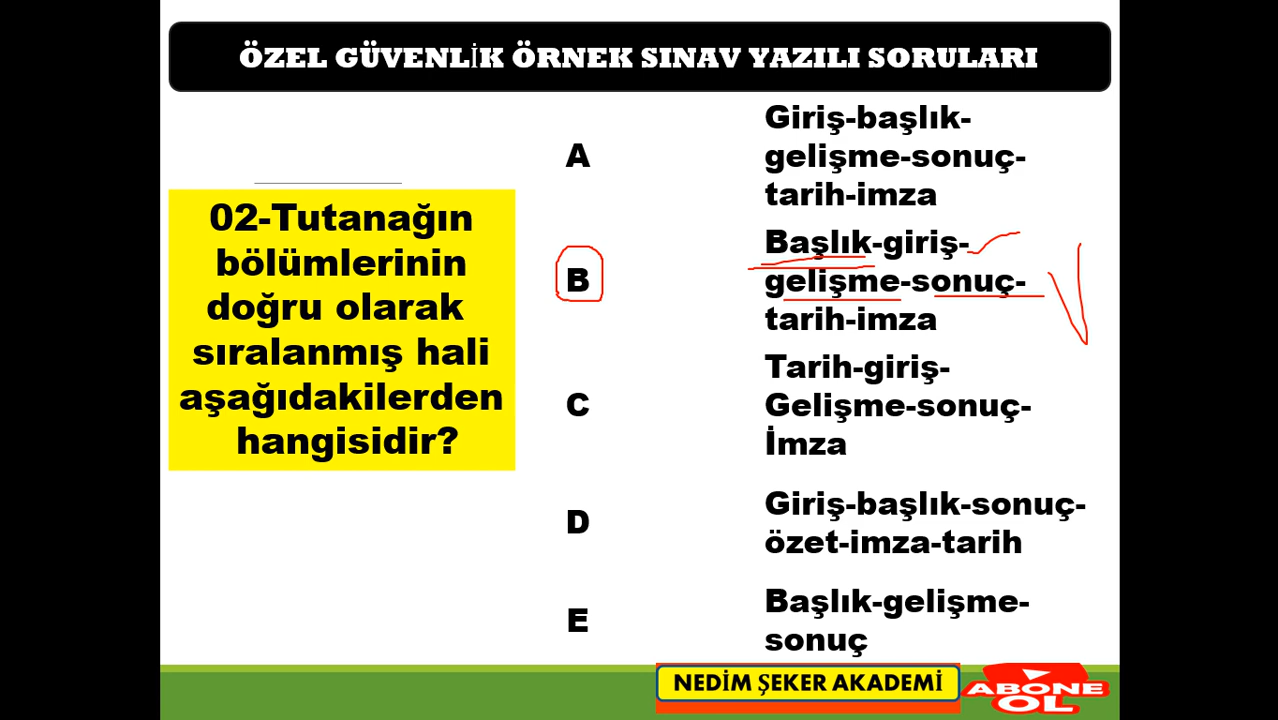 ÖZEL GÜVENLİK ÖRNEK SINAV YAZILI SORULARI
02-Tutanağın
bölümlerinin
doğru olarak
sıralanmış hali
aşağıdakilerden
hangisidir?
A
Giriş-başlık-
gelişme-sonuç-
tarih-imza
B
Başlık-giriş-
gelişme-sonuç-
tarih-imza
C
Tarih-giriş-
Gelişme-sonuç-
İmza
D
Giriş-başlık-sonuç-
özet-imza-tarih
E
Başlık-gelişme-
sonuç
NEDİM ŞEKER AKADEMİ
ABONE
OL